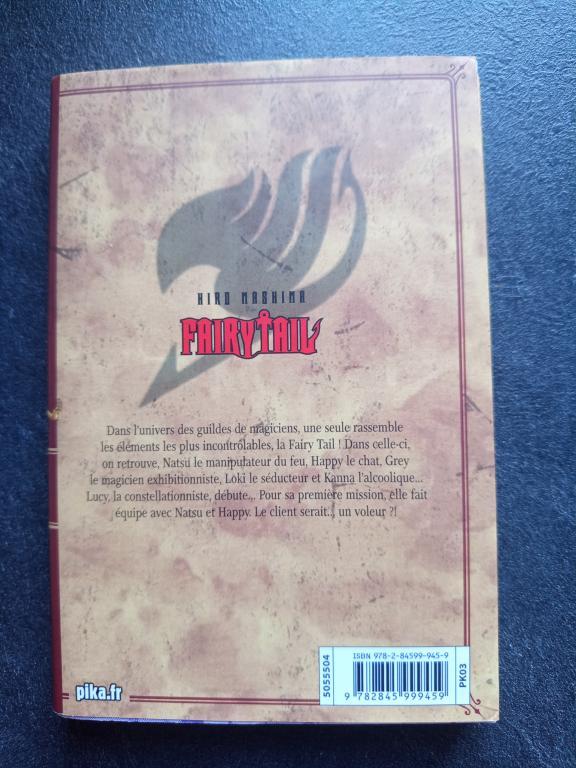 HIRO MASHIMA
FAIRY TAIL
Dans l'univers des guildes de magiciens, une seule rassemble
les éléments les plus incontrôlables, la Fairy Tail ! Dans celle-ci,
on retrouve, Natsu le manipulateur du feu, Happy le chat, Grey
le magicien exhibitionniste, Loki le séducteur et Kanna l'alcoolique...
Lucy, la constellationniste, débute... Pour sa première mission, elle fait
équipe avec Natsu et Happy. Le client serait... un voleur ?!
pika.fr
5055504
ISBN 978-2-84599-945-9
9 782845 999459
PK03